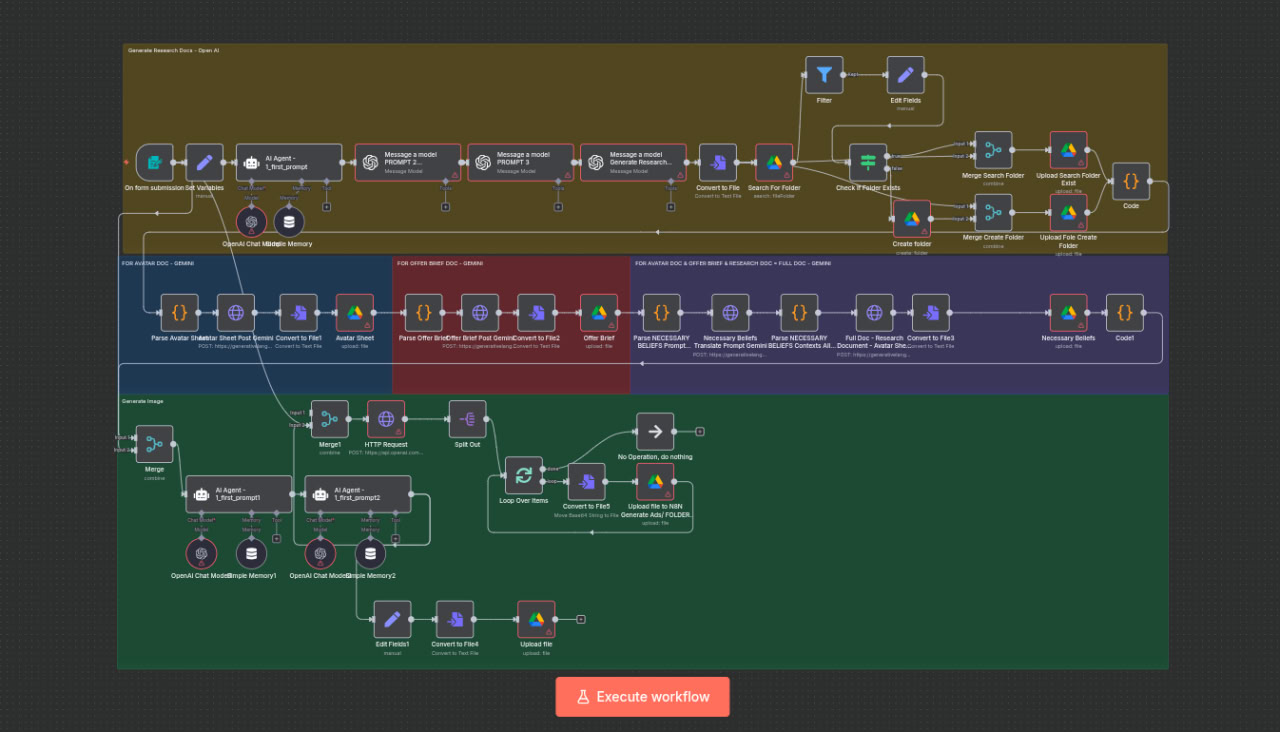 Generate Research Docs - Open AI
Filter
Kept
Edit Fields
manual
On form submission
Set Variables
manual
AI Agent -
1_first_prompt
Chat Model*
Memory
Tool
Model
OpenAI Chat Model
Simple Memory
Message a model
PROMPT 2...
Message Model
Tools
Message a model
PROMPT 3
Message Model
Tools
Message a model
Generate Research...
Message Model
Tools
Convert to File
Convert to Text File
Search For Folder
search: fileFolder
Check If Folder Exists
true
false
Create folder
create: folder
Input 1
Input 2
Merge Search Folder
combine
Upload Search Folder
Exist
upload: file
Input 1
Input 2
Merge Create Folder
combine
Upload Fole Create
Folder
upload: file
Code
FOR AVATAR DOC - GEMINI
Parse Avatar Sheet
Avatar Sheet Post Gemini
POST: https://generativelang...
Convert to File1
Convert to Text File
Avatar Sheet
upload: file
FOR OFFER BRIEF DOC - GEMINI
Parse Offer Brief
Offer Brief Post Gemini
POST: https://generativelang...
Convert to File2
Convert to Text File
Offer Brief
upload: file
FOR AVATAR DOC & OFFER BRIEF & RESEARCH DOC = FULL DOC - GEMINI
Parse NECESSARY
BELIEFS Prompt...
Necessary Beliefs
Translate Prompt Gemini
POST: https://generativelang...
Parse NECESSARY
BELIEFS Contexts All...
Full Doc - Research
Document - Avatar She...
POST: https://generativelang...
Convert to File3
Convert to Text File
Necessary Beliefs
upload: file
Code1
Generate Image
Input 1
Input 2
Merge
combine
Input 1
Input 2
Merge1
combine
HTTP Request
POST: https://api.openai.com...
Split Out
Loop Over Items
done
loop
No Operation, do nothing
Convert to File5
Move Base64 String to File
Upload file to N8N
Generate Ads/ FOLDER...
upload: file
AI Agent -
1_first_prompt1
Chat Model*
Memory
Tool
Model
Memory
OpenAI Chat Model1
Simple Memory1
AI Agent -
1_first_prompt2
Chat Model*
Memory
Tool
Model
Memory
OpenAI Chat Model2
Simple Memory2
Edit Fields1
manual
Convert to File4
Convert to Text File
Upload file
upload: file
Execute workflow